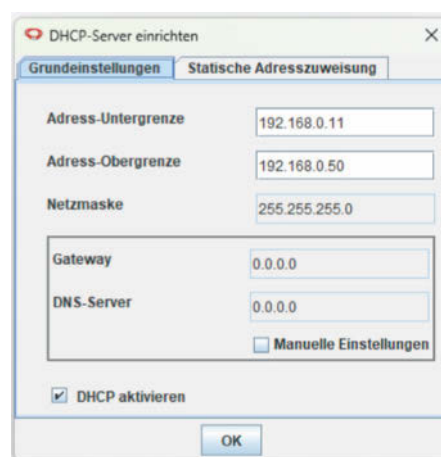 DHCP-Server einrichten
Grundeinstellungen Statische Adresszuweisung
Adress-Untergrenze 192.168.0.11
Adress-Obergrenze 192.168.0.50
Netzmaske 255.255.255.0
Gateway 0.0.0.0
DNS-Server 0.0.0.0
Manuelle Einstellungen
DHCP aktivieren
OK